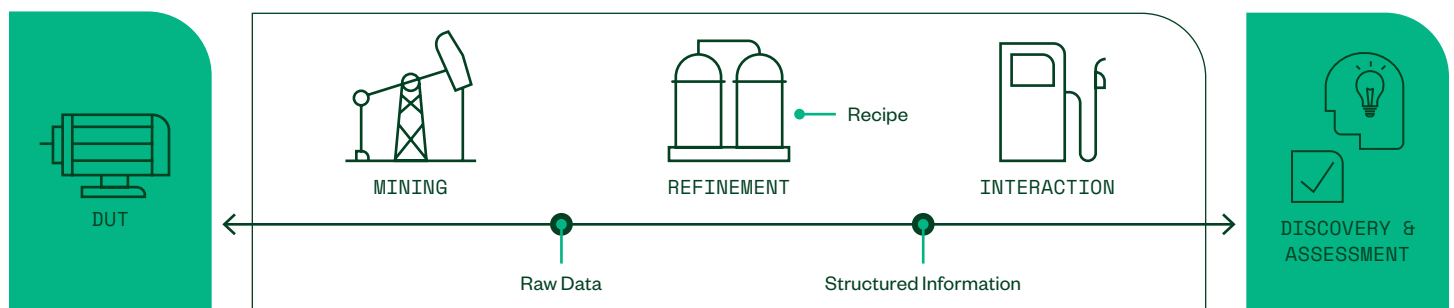 DUT
MINING
REFINEMENT
Recipe
INTERACTION
Raw Data
Structured Information
DISCOVERY &
ASSESSMENT